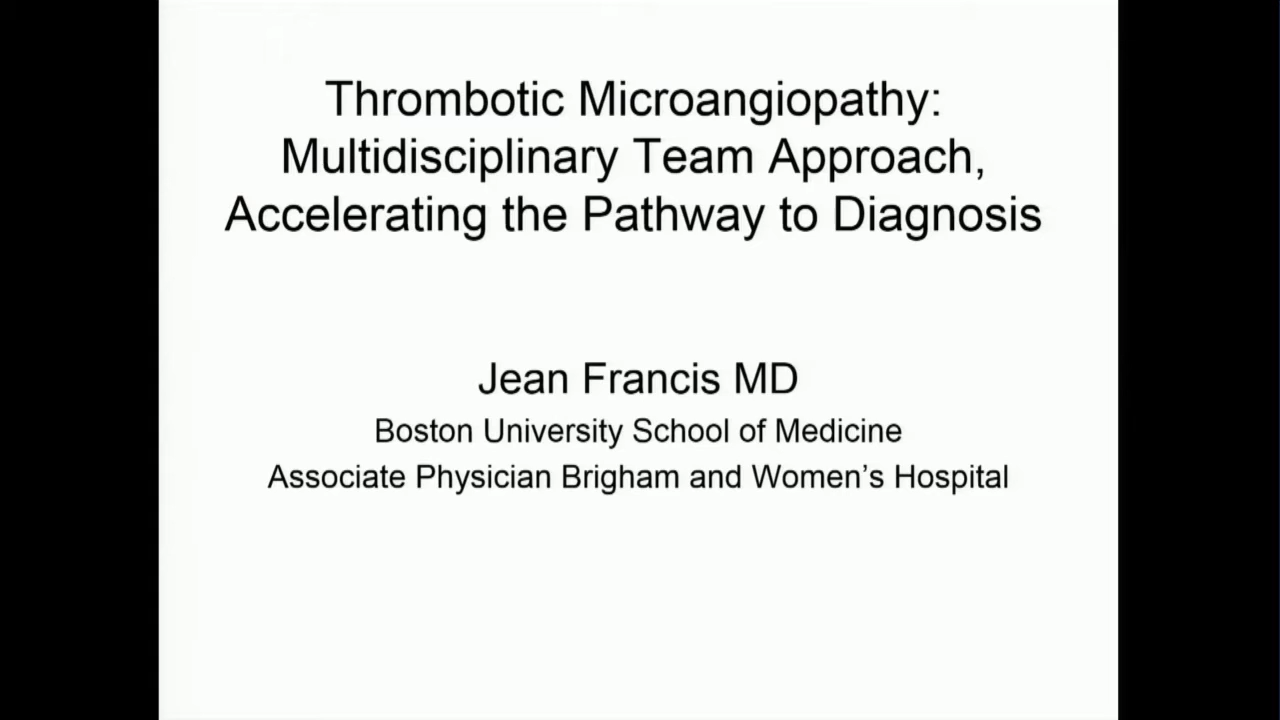 Thrombotic Microangiopathy:
Multidisciplinary Team Approach,
Accelerating the Pathway to Diagnosis
Jean Francis MD
Boston University School of Medicine
Associate Physician Brigham and Women’s Hospital